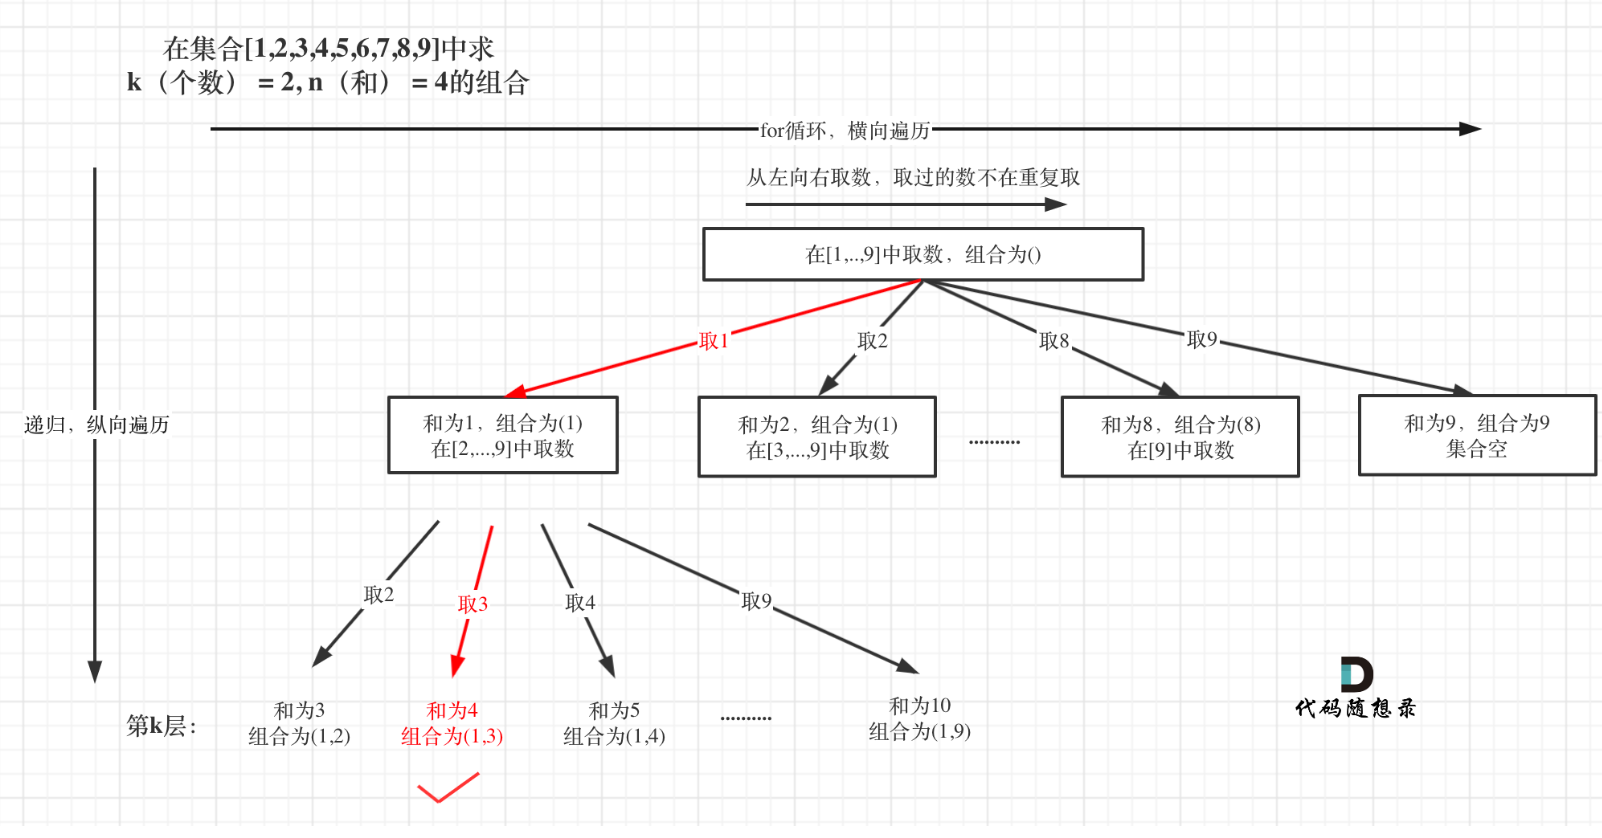 在集合[1,2,3,4,5,6,7,8,9]中求
k（个数）= 2, n（和）= 4的组合
for循环，横向遍历
从左向右取数，取过的数不在重复取
在[1,..,9]中取数，组合为()
取1
取2
取8
取9
递归，纵向遍历
和为1，组合为(1)
在[2,...,9]中取数
和为2，组合为(1)
在[3,...,9]中取数
..........
和为8，组合为(8)
在[9]中取数
和为9，组合为9
集合空
取2
取3
取4
取9
第k层：
和为3
组合为(1,2)
和为4
组合为(1,3)
和为5
组合为(1,4)
..........
和为10
组合为(1,9)
代码随想录